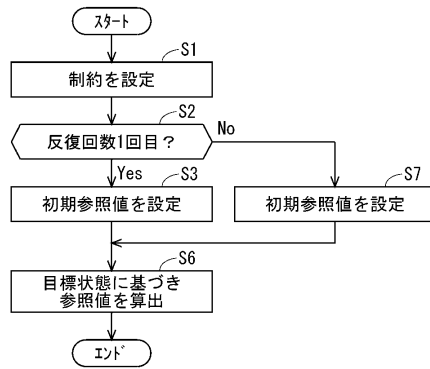 ｽﾀｰﾄ
S1
制約を設定
S2
反復回数1回目？
No
Yes
S3
初期参照値を設定
S7
初期参照値を設定
S6
目標状態に基づき
参照値を算出
ｴﾝﾄﾞ